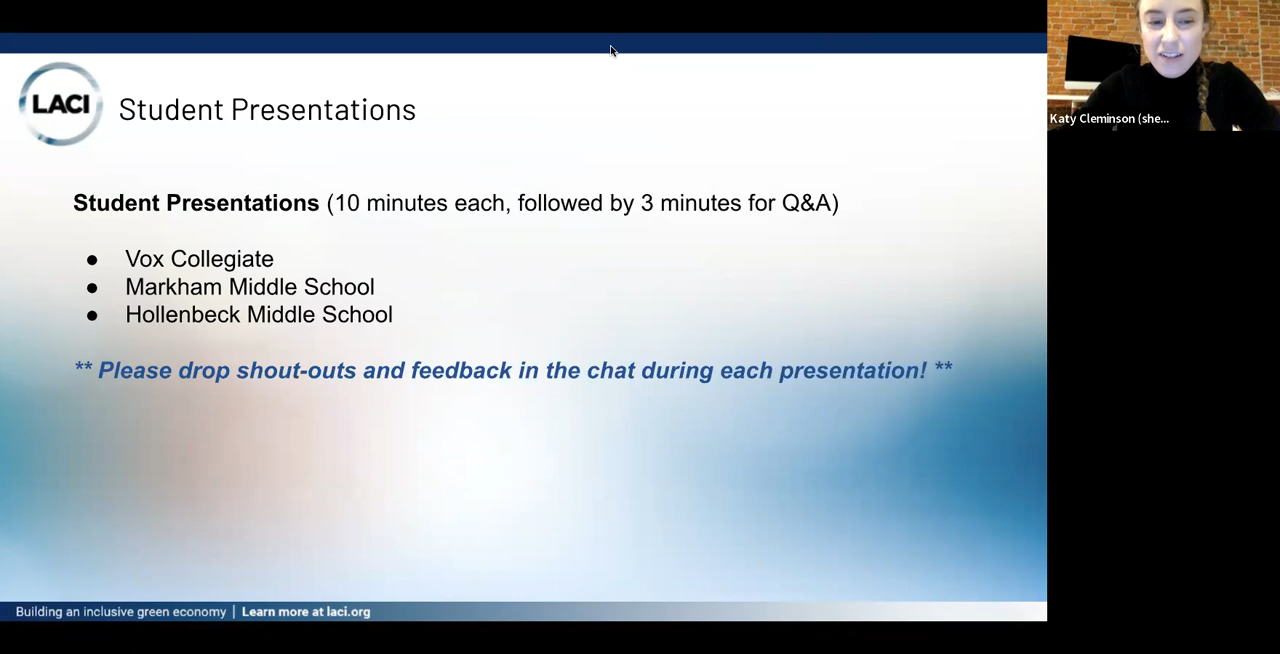 LACI
Student Presentations
Student Presentations (10 minutes each, followed by 3 minutes for Q&A)
● Vox Collegiate
● Markham Middle School
● Hollenbeck Middle School
** Please drop shout-outs and feedback in the chat during each presentation! **
Building an inclusive green economy | Learn more at laci.org
Katy Cleminson (she...